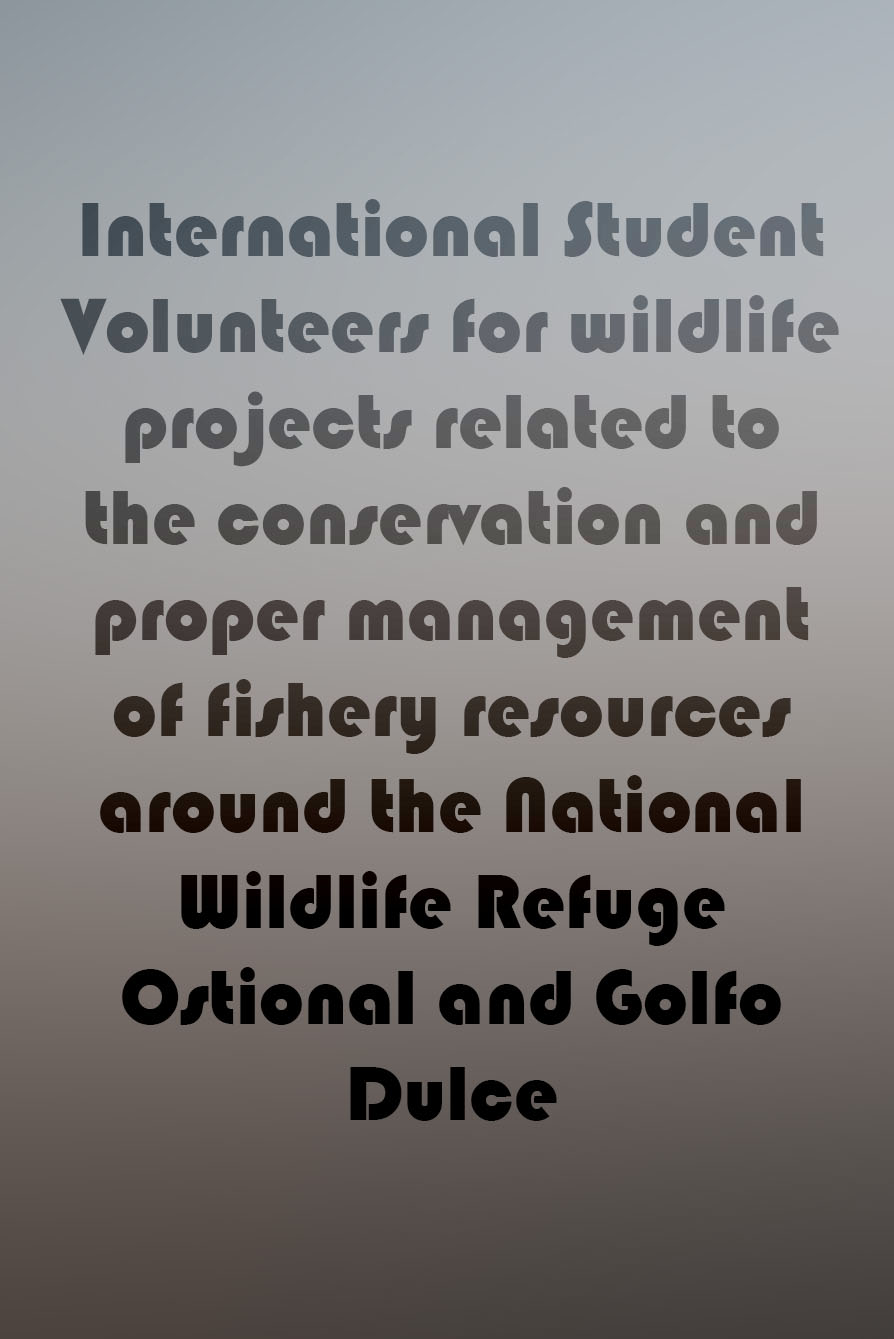 International Student
Volunteers for wildlife
projects related to
the conservation and
proper management
of fishery resources
around the National
Wildlife Refuge
Ostional and Golfo
Dulce